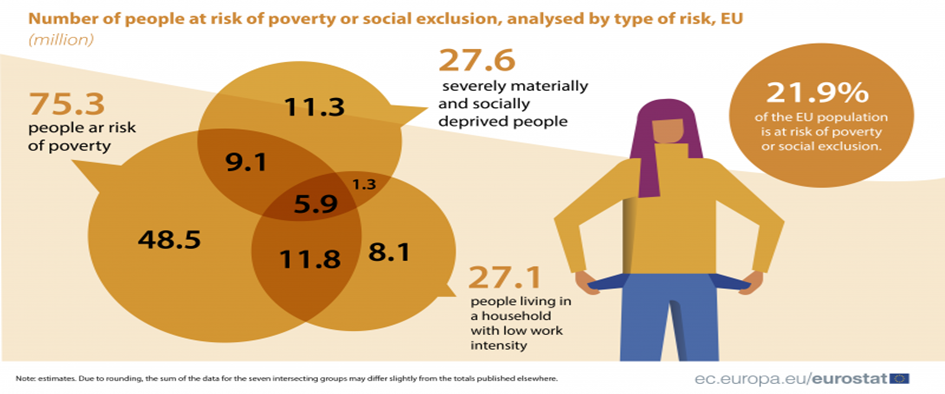 Number of people at risk of poverty or social exclusion, analysed by type of risk, EU
(million)
75.3
people ar risk
of poverty
11.3
27.6
severely materially
and socially
deprived people
21.9%
of the EU population
is at risk of poverty
or social exclusion.
9.1
1.3
5.9
48.5
11.8
8.1
27.1
people living in
a household
with low work
intensity
Note: estimates. Due to rounding, the sum of the data for the seven intersecting groups may differ slightly from the totals published elsewhere.
ec.europa.eu/eurostat